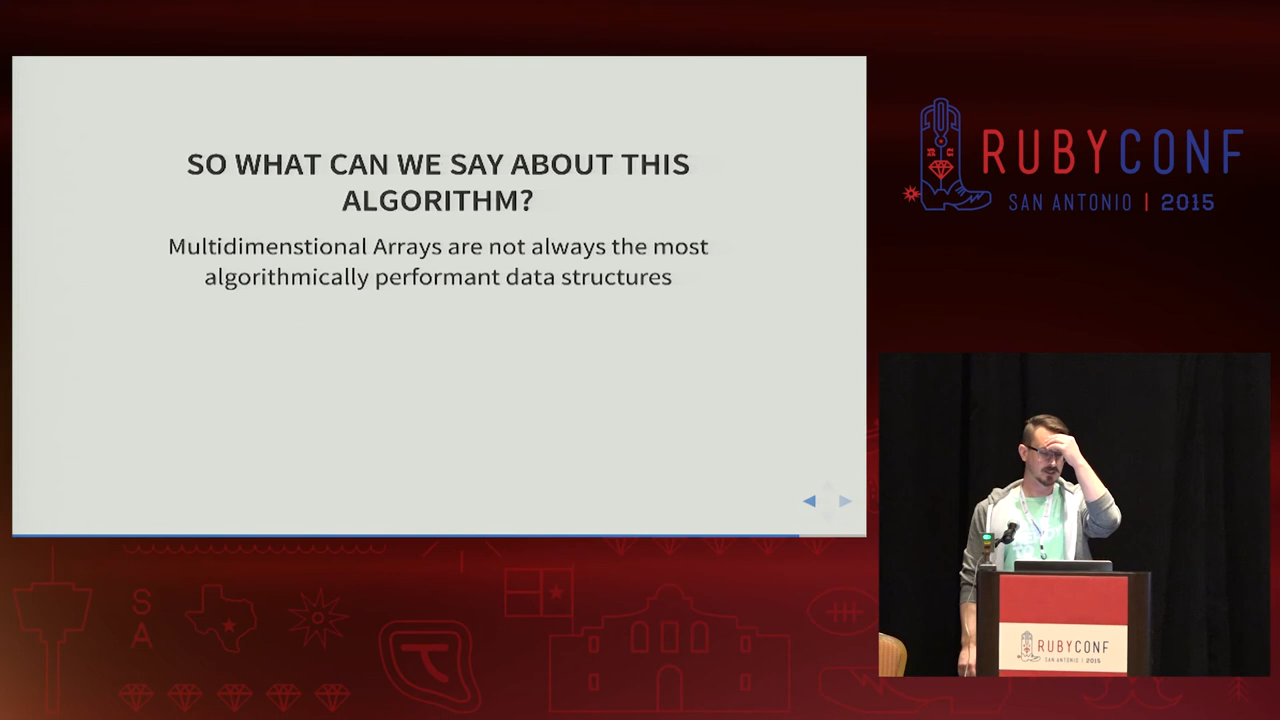 SO WHAT CAN WE SAY ABOUT THIS
ALGORITHM?
Multidimenstional Arrays are not always the most
algorithmically performant data structures
RUBYCONF
SAN ANTONIO | 2015
S
A
RUBYCONF
SAN ANTONIO | 2015